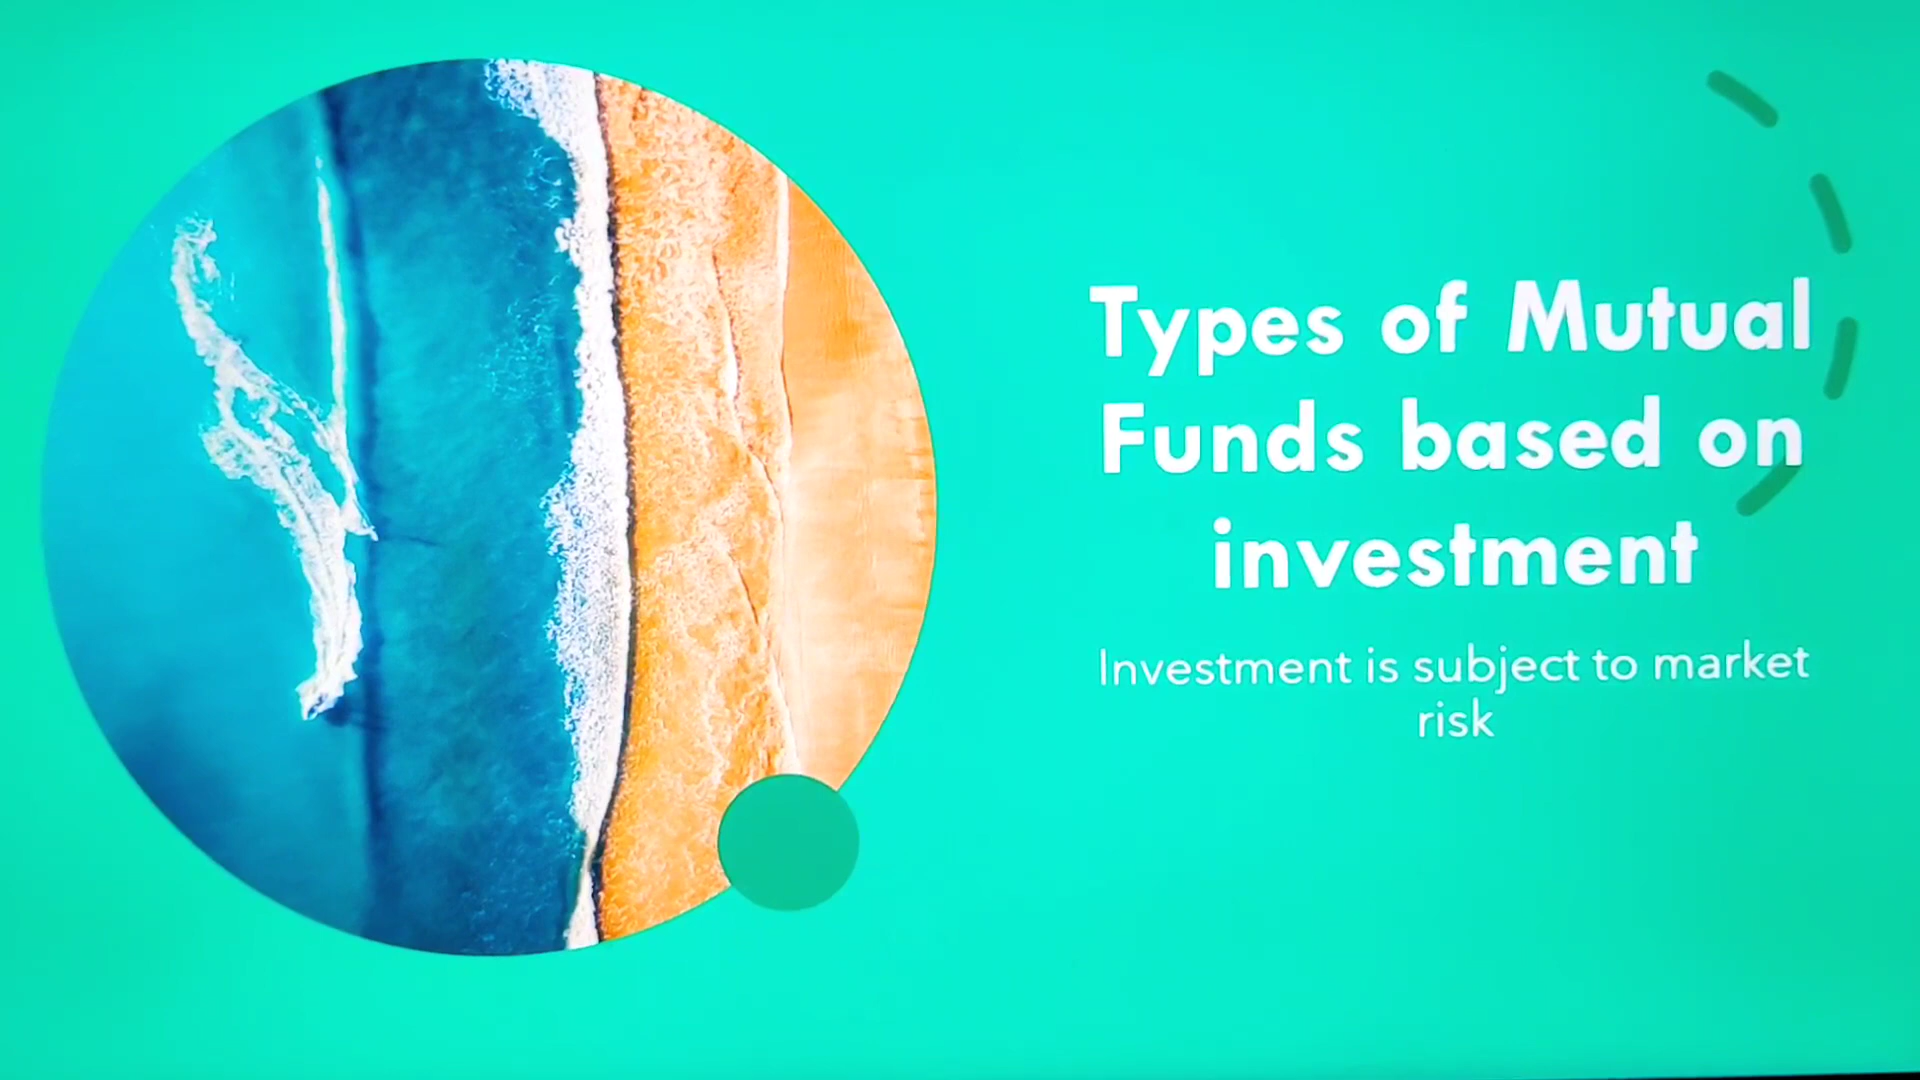 Types of Mutual
Funds based on
investment
Investment is subject to market
risk